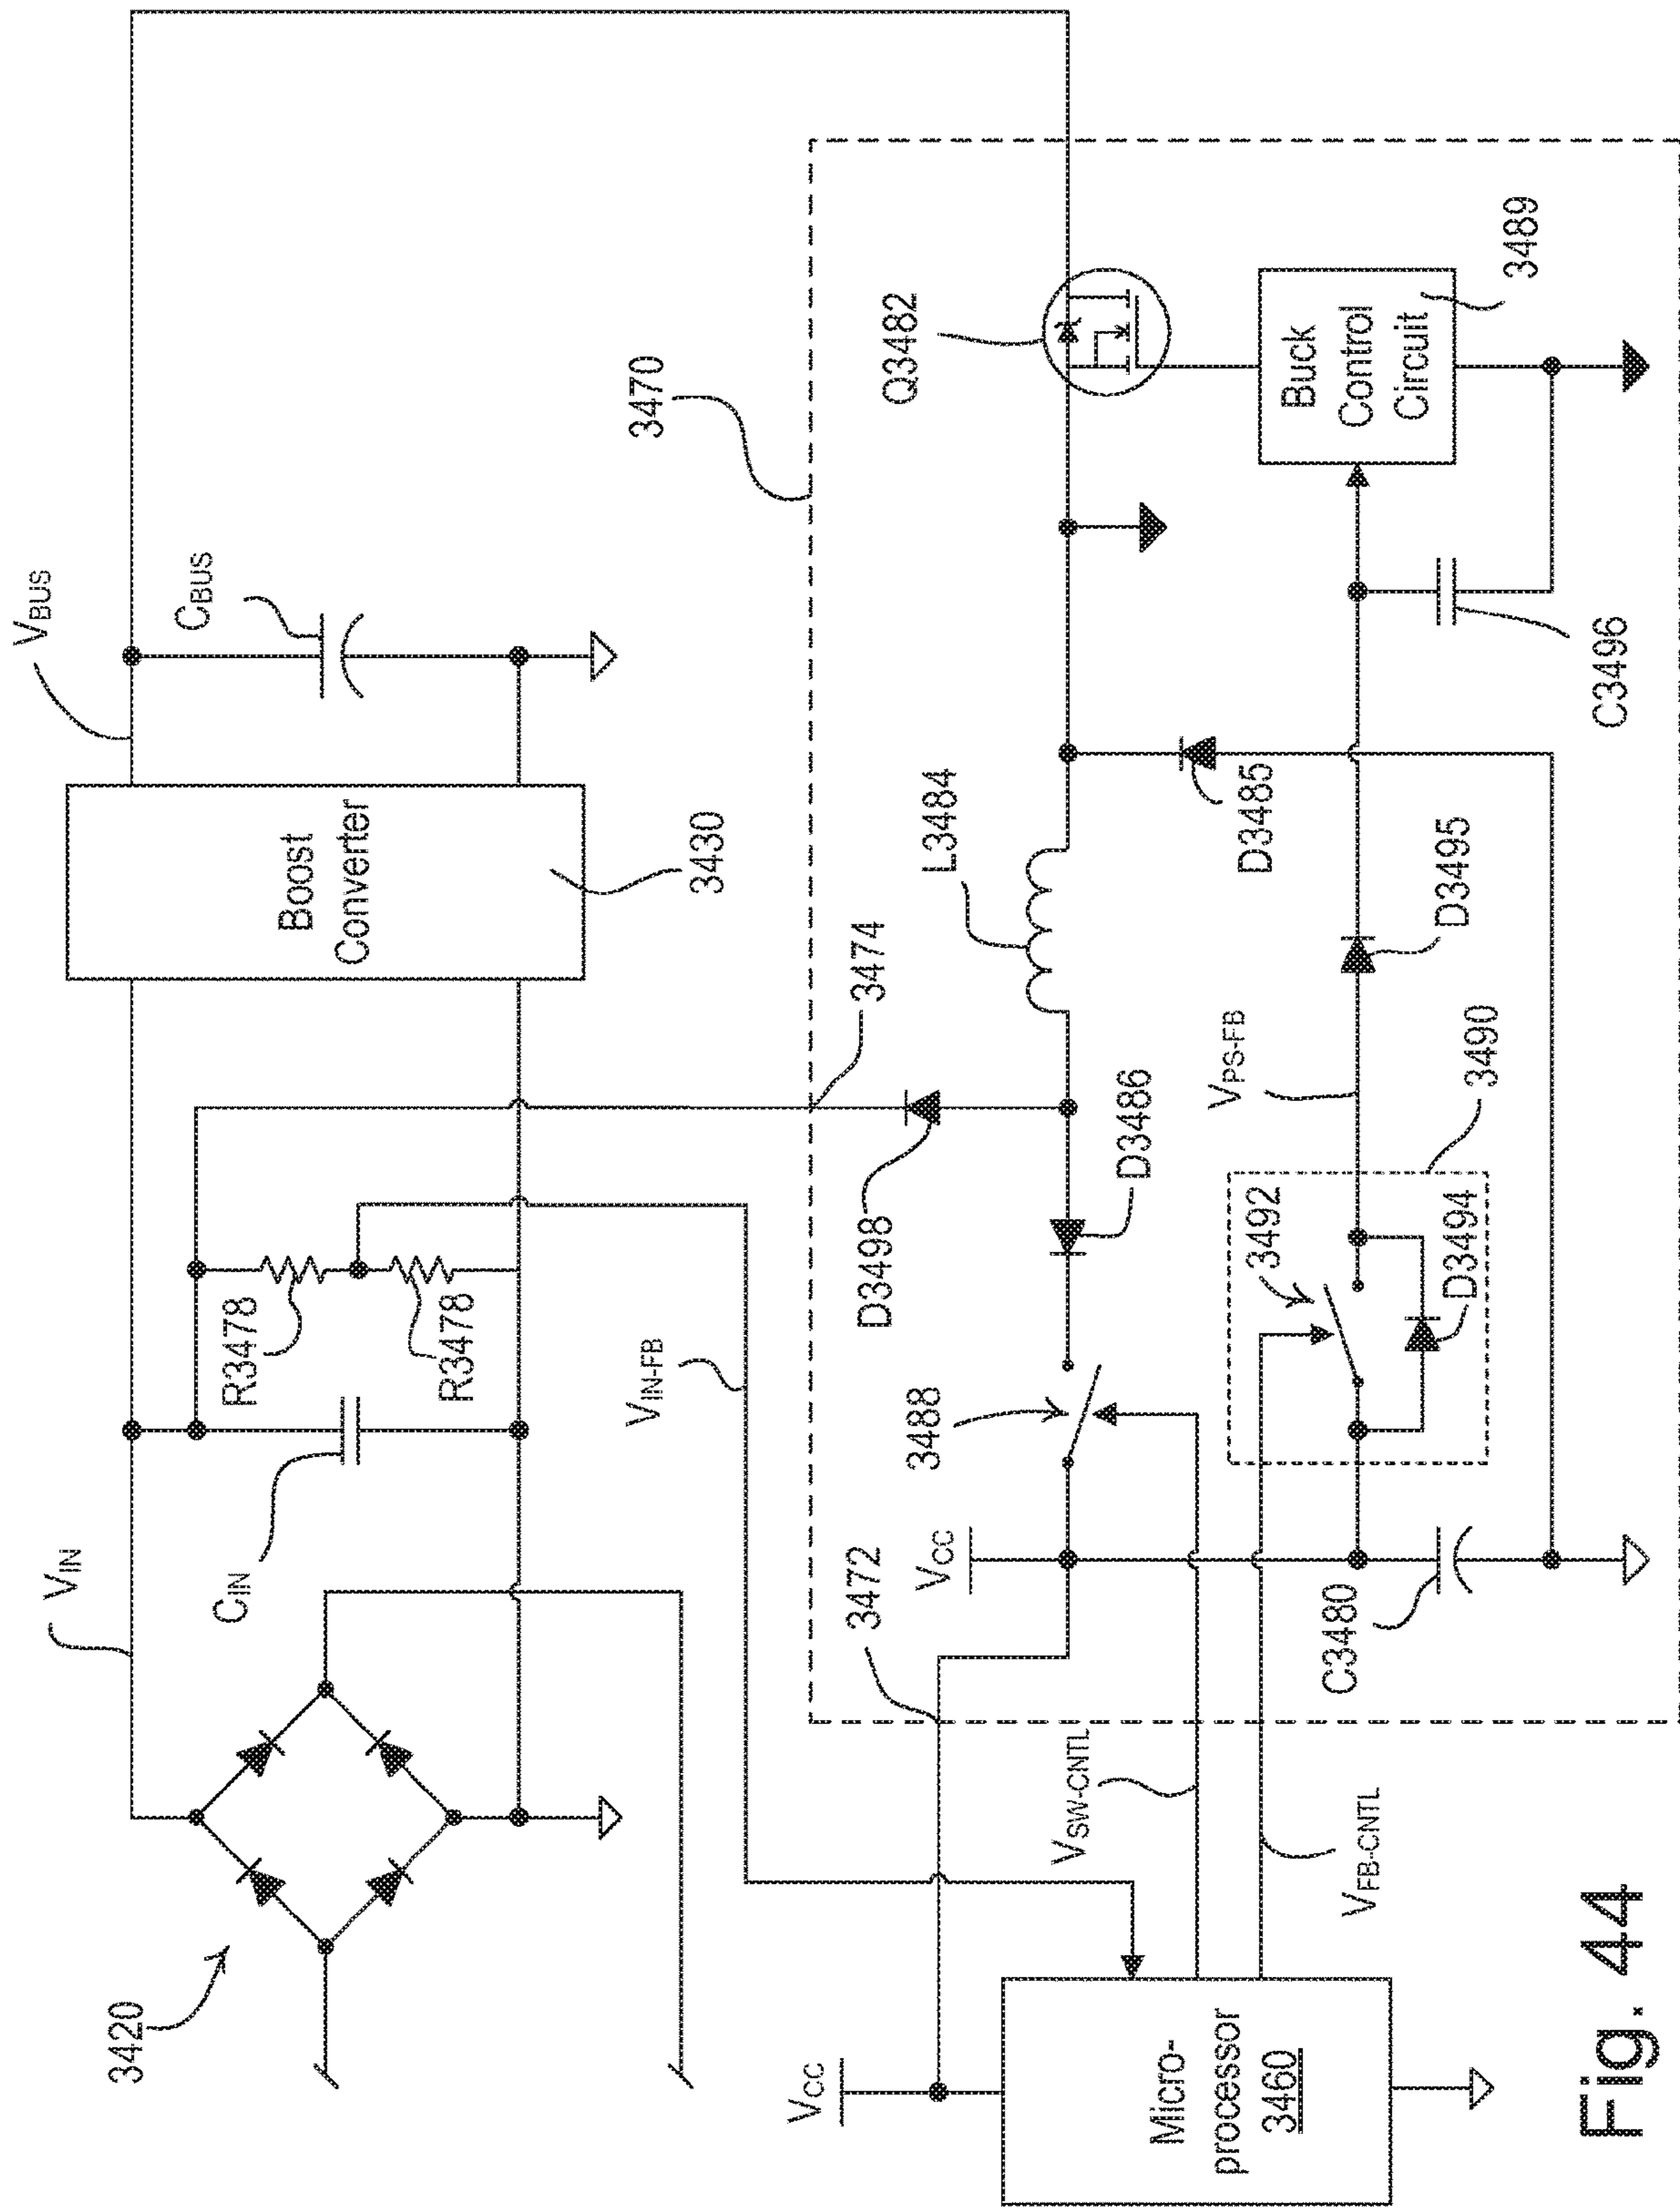 3420
V_IN
C_IN
R3478
R3478
Boost
Converter
3430
V_BUS
C_BUS
V_IN-FB
3474
3470
V_CC
3472
V_CC
3488
D3498
D3486
L3484
Q3482
Micro-
processor
3460
V_SW-CNTL
V_FB-CNTL
3492
D3494
3490
V_PS-FB
D3495
D3485
C3480
C3496
Buck
Control
Circuit
3489
Fig. 44